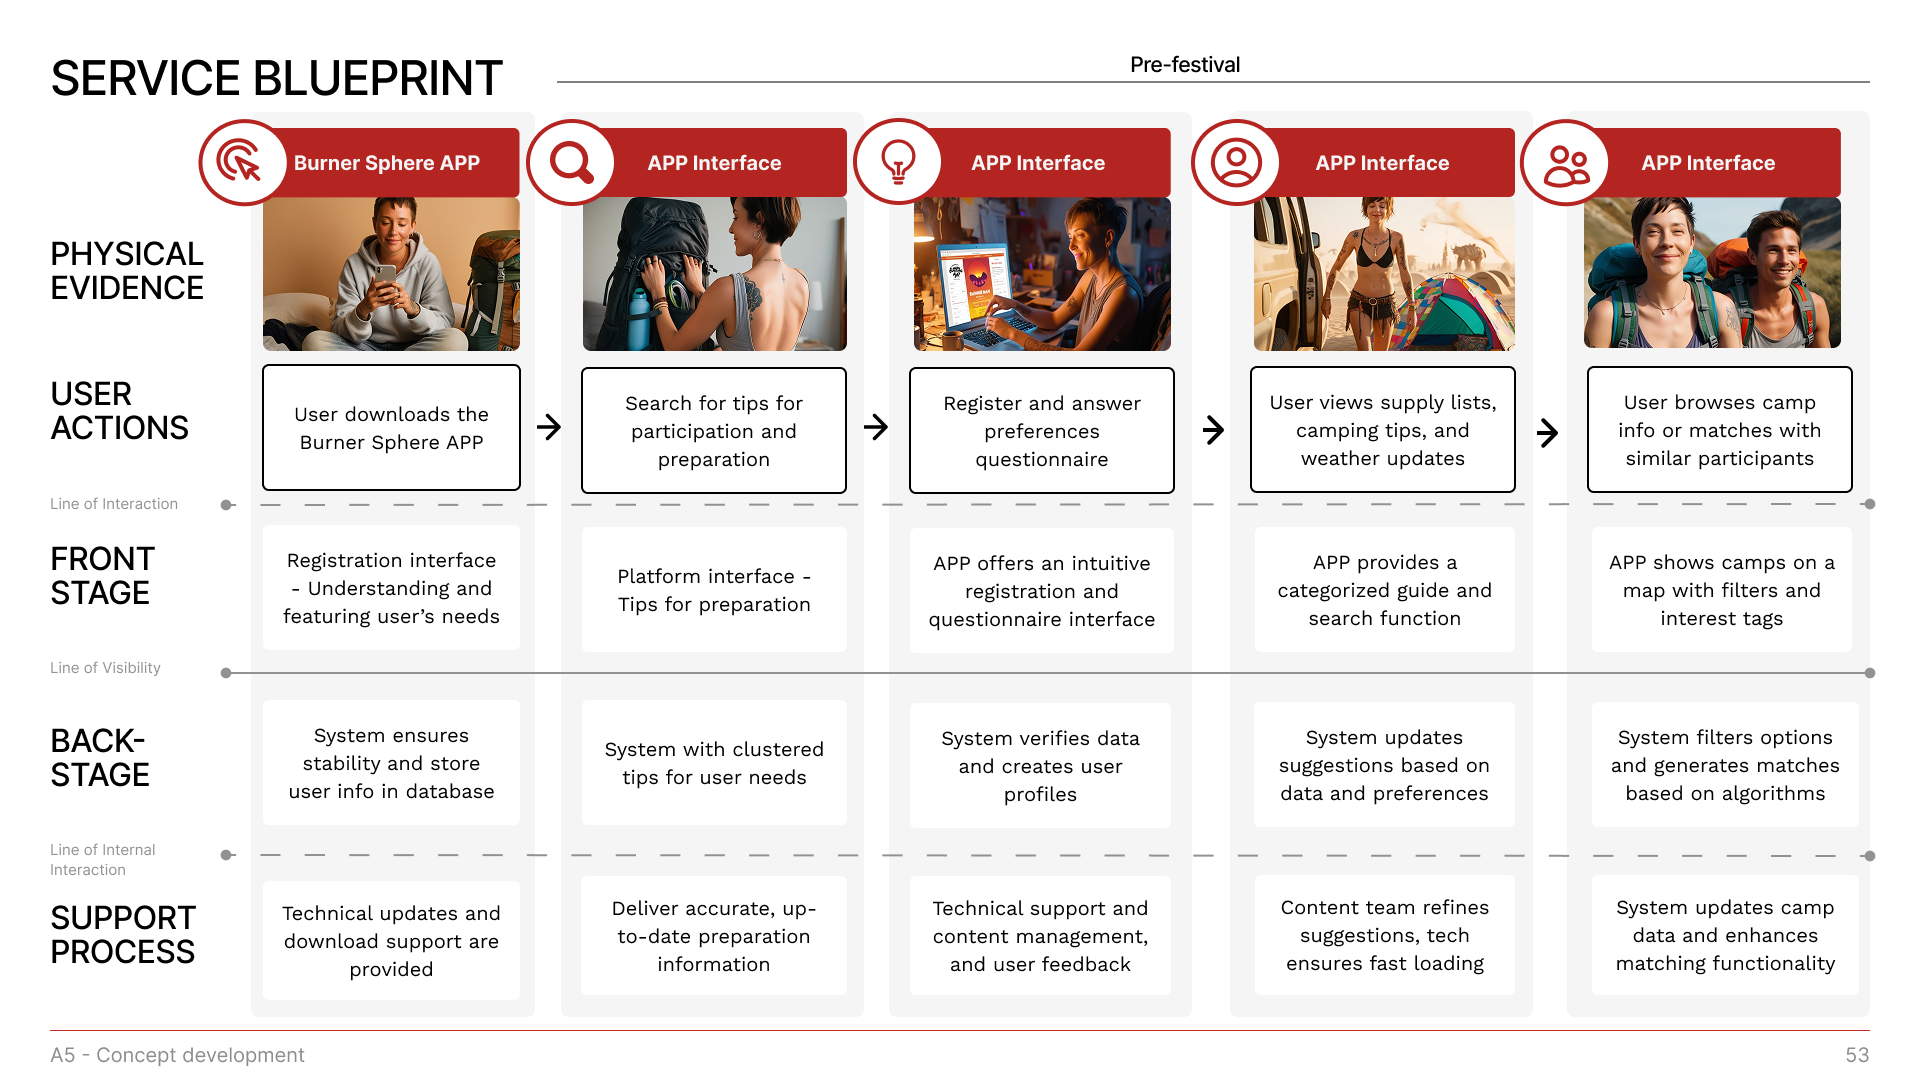 SERVICE BLUEPRINT
Pre-festival
Burner Sphere APP
APP Interface
APP Interface
APP Interface
APP Interface
PHYSICAL
EVIDENCE
USER
ACTIONS
User downloads the
Burner Sphere APP
Search for tips for
participation and
preparation
Register and answer
preferences
questionnaire
User views supply lists,
camping tips, and
weather updates
User browses camp
info or matches with
similar participants
Line of Interaction
FRONT
STAGE
Registration interface
- Understanding and
featuring user’s needs
Platform interface -
Tips for preparation
APP offers an intuitive
registration and
questionnaire interface
APP provides a
categorized guide and
search function
APP shows camps on a
map with filters and
interest tags
Line of Visibility
BACK-
STAGE
System ensures
stability and store
user info in database
System with clustered
tips for user needs
System verifies data
and creates user
profiles
System updates
suggestions based on
data and preferences
System filters options
and generates matches
based on algorithms
Line of Internal
Interaction
SUPPORT
PROCESS
Technical updates and
download support are
provided
Deliver accurate, up-
to-date preparation
information
Technical support and
content management,
and user feedback
Content team refines
suggestions, tech
ensures fast loading
System updates camp
data and enhances
matching functionality
A5 - Concept development
53